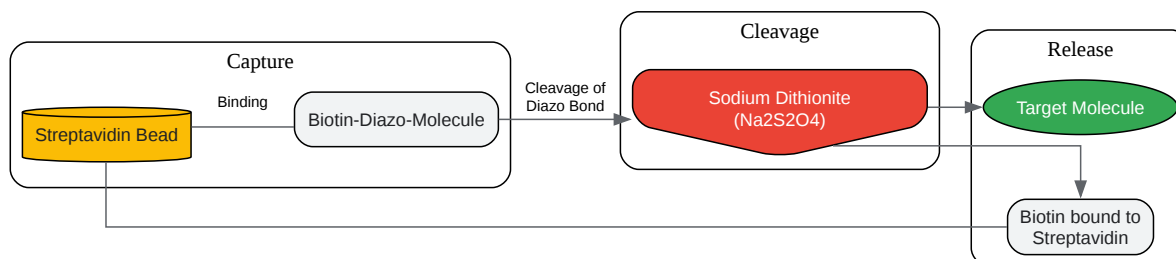 Capture
Streptavidin Bead
Binding
Biotin-Diazo-Molecule
Cleavage of
Diazo Bond
Cleavage
Sodium Dithionite
(Na2S2O4)
Release
Target Molecule
Biotin bound to
Streptavidin